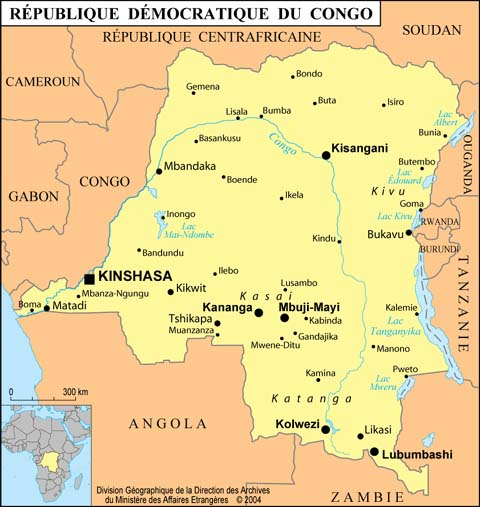 RÉPUBLIQUE DÉMOCRATIQUE DU CONGO
SOUDAN
RÉPUBLIQUE CENTRAFRICAINE
CAMEROUN
Bondo
Gemena
Buta
Isiro
Lisala
Bumba
Lac
Albert
Bunia
Basankusu
Congo
Kisangani
OUGANDA
Butembo
Mbandaka
Lac
Édouard
GABON
CONGO
Boende
Kivu
Ikela
Goma
Inongo
Lac Kivu
RWANDA
Lac
Mai-Ndombe
Bukavu
Kindu
BURUNDI
Bandundu
TANZANIE
KINSHASA
Ilebo
Mbanza-Ngungu
Kikwit
Lusambo
Kasai
Boma
Matadi
Kananga
Mbuji-Mayi
Kalemie
Tshikapa
Kabinda
Lac
Tanganyika
Muanzanza
Gandajika
Mwene-Ditu
Manono
Pweto
Kamina
Lac
Mweru
0
300 km
Katanga
ANGOLA
Kolwezi
Likasi
Lubumbashi
Division Géographique de la Direction des Archives
du Ministère des Affaires Etrangères © 2004
ZAMBIE